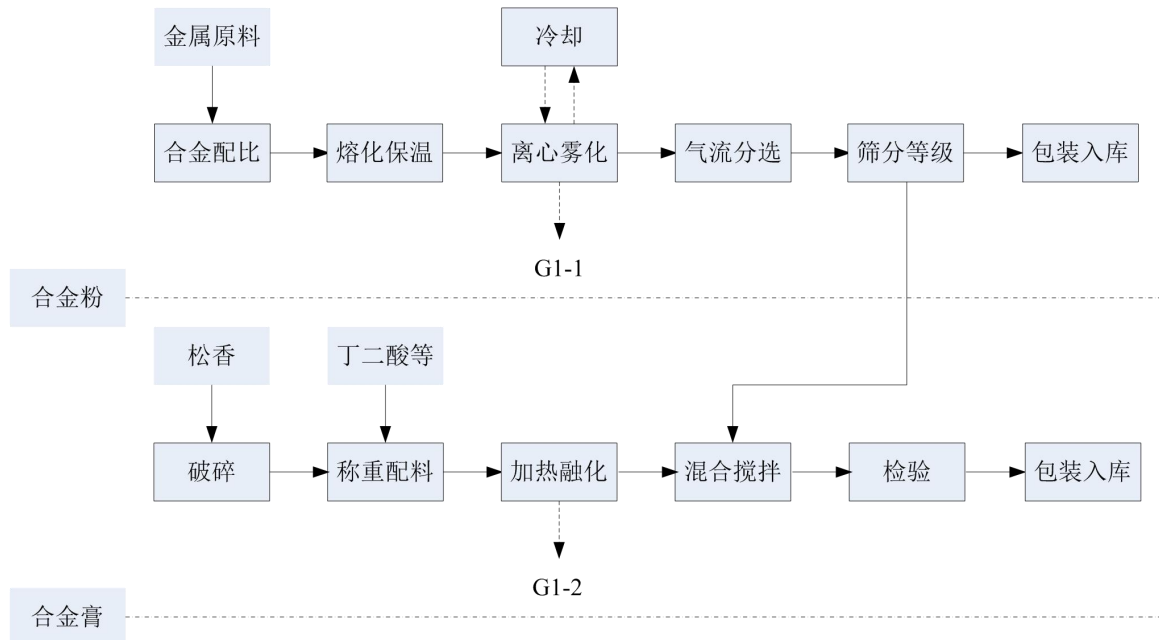 金属原料
冷却
合金配比
熔化保温
离心雾化
气流分选
筛分等级
包装入库
G1-1
合金粉
松香
丁二酸等
破碎
称重配料
加热融化
混合搅拌
检验
包装入库
G1-2
合金膏